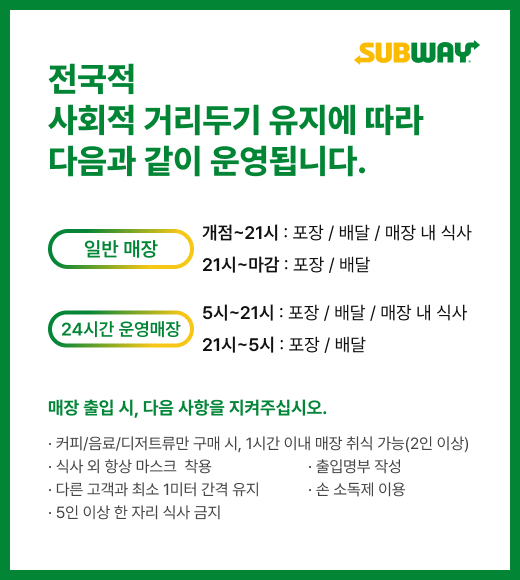 SUBWAY
전국적
사회적 거리두기 유지에 따라
다음과 같이 운영됩니다.
일반 매장
개점~21시 : 포장 / 배달 / 매장 내 식사
21시~마감 : 포장 / 배달
24시간 운영매장
5시~21시 : 포장 / 배달 / 매장 내 식사
21시~5시 : 포장 / 배달
매장 출입 시, 다음 사항을 지켜주십시오.
· 커피/음료/디저트류만 구매 시, 1시간 이내 매장 취식 가능(2인 이상)
· 식사 외 항상 마스크 착용
· 출입명부 작성
· 다른 고객과 최소 1미터 간격 유지
· 손 소독제 이용
· 5인 이상 한 자리 식사 금지